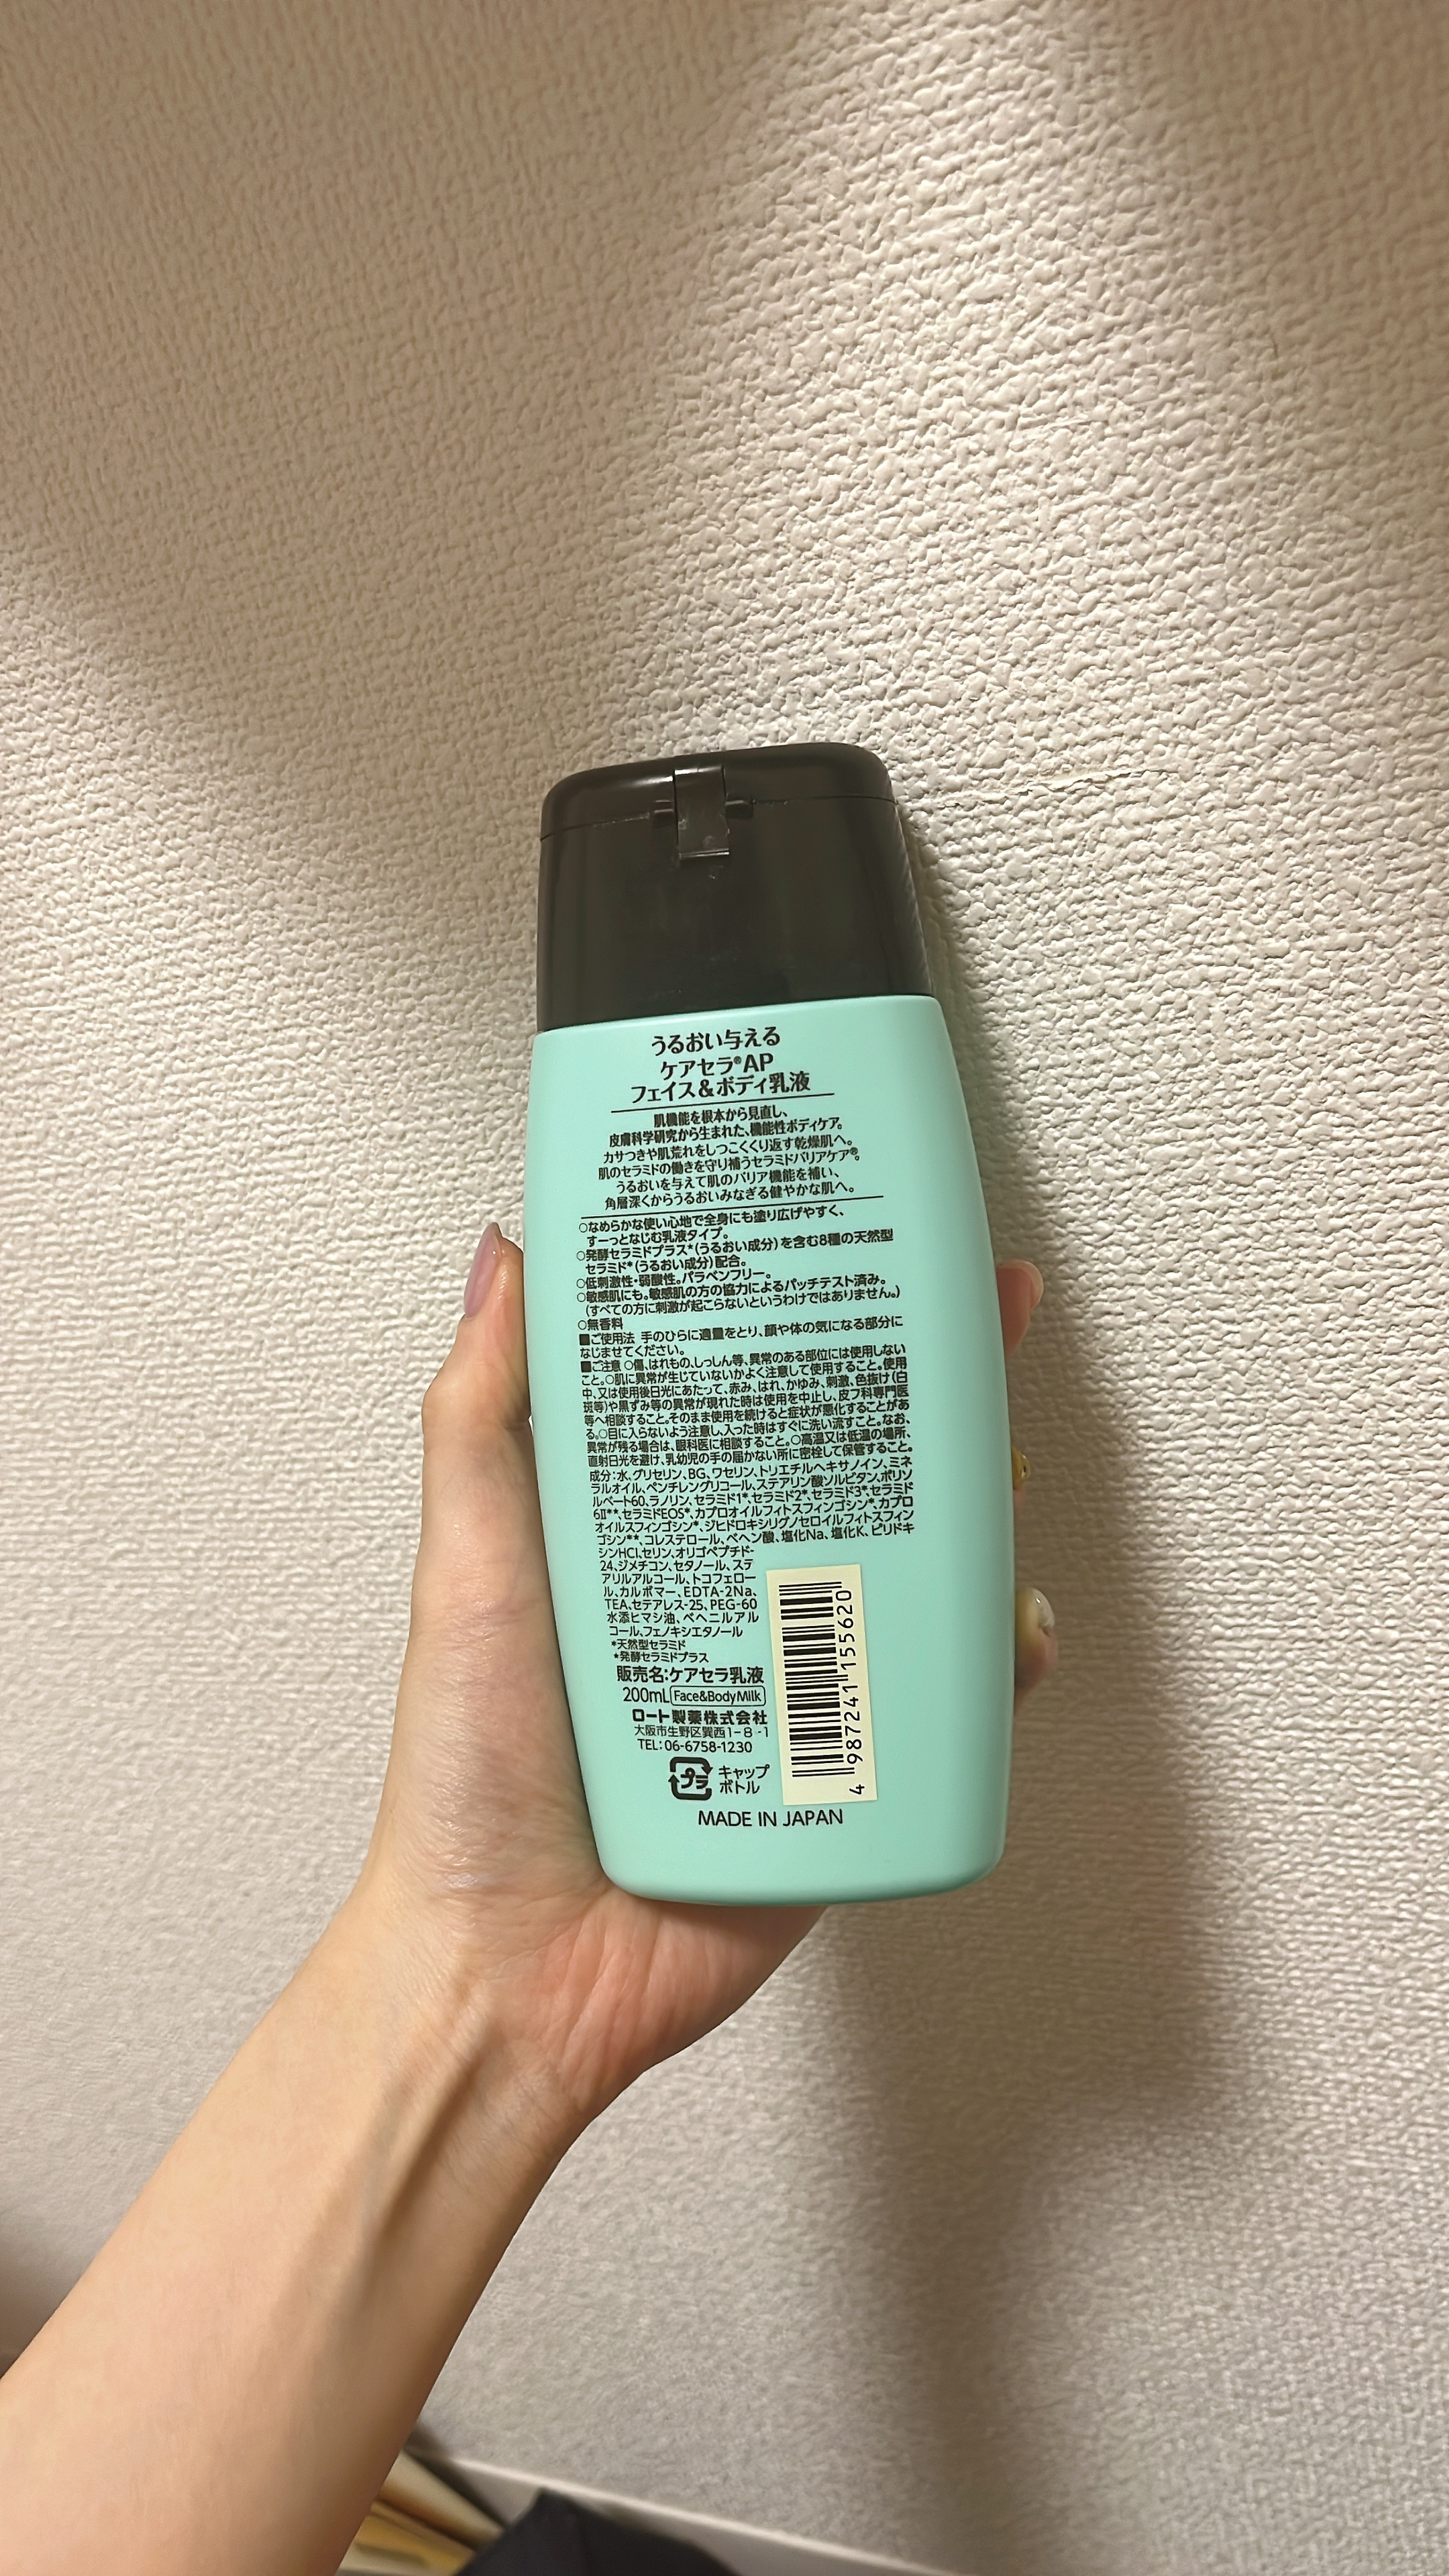 うるおい与える
ケアセラ®AP
フェイス&ボディ乳液
肌機能を根本から見直し、
皮膚科学研究から生まれた、機能性ボディケア。
カサつきや肌荒れをしつこくくり返す乾燥肌へ。
肌のセラミドの働きを守り補うセラミドバリアケア®。
うるおいを与えて肌のバリア機能を補い、
角層深くからうるおいみなぎる健やかな肌へ。
○なめらかな使い心地で全身にも塗り広げやすく、
すーっとなじむ乳液タイプ。
○発酵セラミドプラス*(うるおい成分)を含む8種の天然型
セラミド*(うるおい成分)配合。
○低刺激性・弱酸性。パラベンフリー。
○敏感肌にも。敏感肌の方の協力によるパッチテスト済み。
(すべての方に刺激が起こらないというわけではありません。)
○無香料
■ご使用法 手のひらに適量をとり、顔や体の気になる部分に
なじませてください。
■ご注意 ○傷、はれもの、しっしん等、異常のある部位には使用しない
こと。○肌に異常が生じていないかよく注意して使用すること。使用
中、又は使用後日光にあたって、赤み、はれ、かゆみ、刺激、色抜け(白
斑等)や黒ずみ等の異常が現れた時は使用を中止し、皮フ科専門医
等へ相談すること。そのまま使用を続けると症状が悪化することがあ
る。○目に入らないよう注意し、入った時はすぐに洗い流すこと。なお、
異常が残る場合は、眼科医に相談すること。○高温又は低温の場所、
直射日光を避け、乳幼児の手の届かない所に密栓して保管すること。
成分:水、グリセリン、BG、ワセリン、トリエチルヘキサノイン、ミネ
ラルオイル、ペンチレングリコール、ステアリン酸ソルビタン、ポリソ
ルベート60、ラノリン、セラミド1*、セラミド2*、セラミド3*、セラミド
6Ⅱ**、セラミドEOS*、カプロオイルフィトスフィンゴシン*、カプロ
オイルスフィンゴシン*、ジヒドロキシリグノセロイルフィトスフィン
ゴシン**、コレステロール、ベヘン酸、塩化Na、塩化K、ピリドキ
シンHCl、セリン、オリゴペプチド-
24、ジメチコン、セタノール、ステ
アリルアルコール、トコフェロー
ル、カルボマー、EDTA-2Na、
TEA、セテアレス-25、PEG-60
水添ヒマシ油、ベヘニルアル
コール、フェノキシエタノール
*天然型セラミド
*発酵セラミドプラス
販売名:ケアセラ乳液
200mL Face&BodyMilk
ロート製薬株式会社
大阪市生野区巽西1-8-1
TEL:06-6758-1230
プラ キャップ
ボトル
4 987241 155620
MADE IN JAPAN